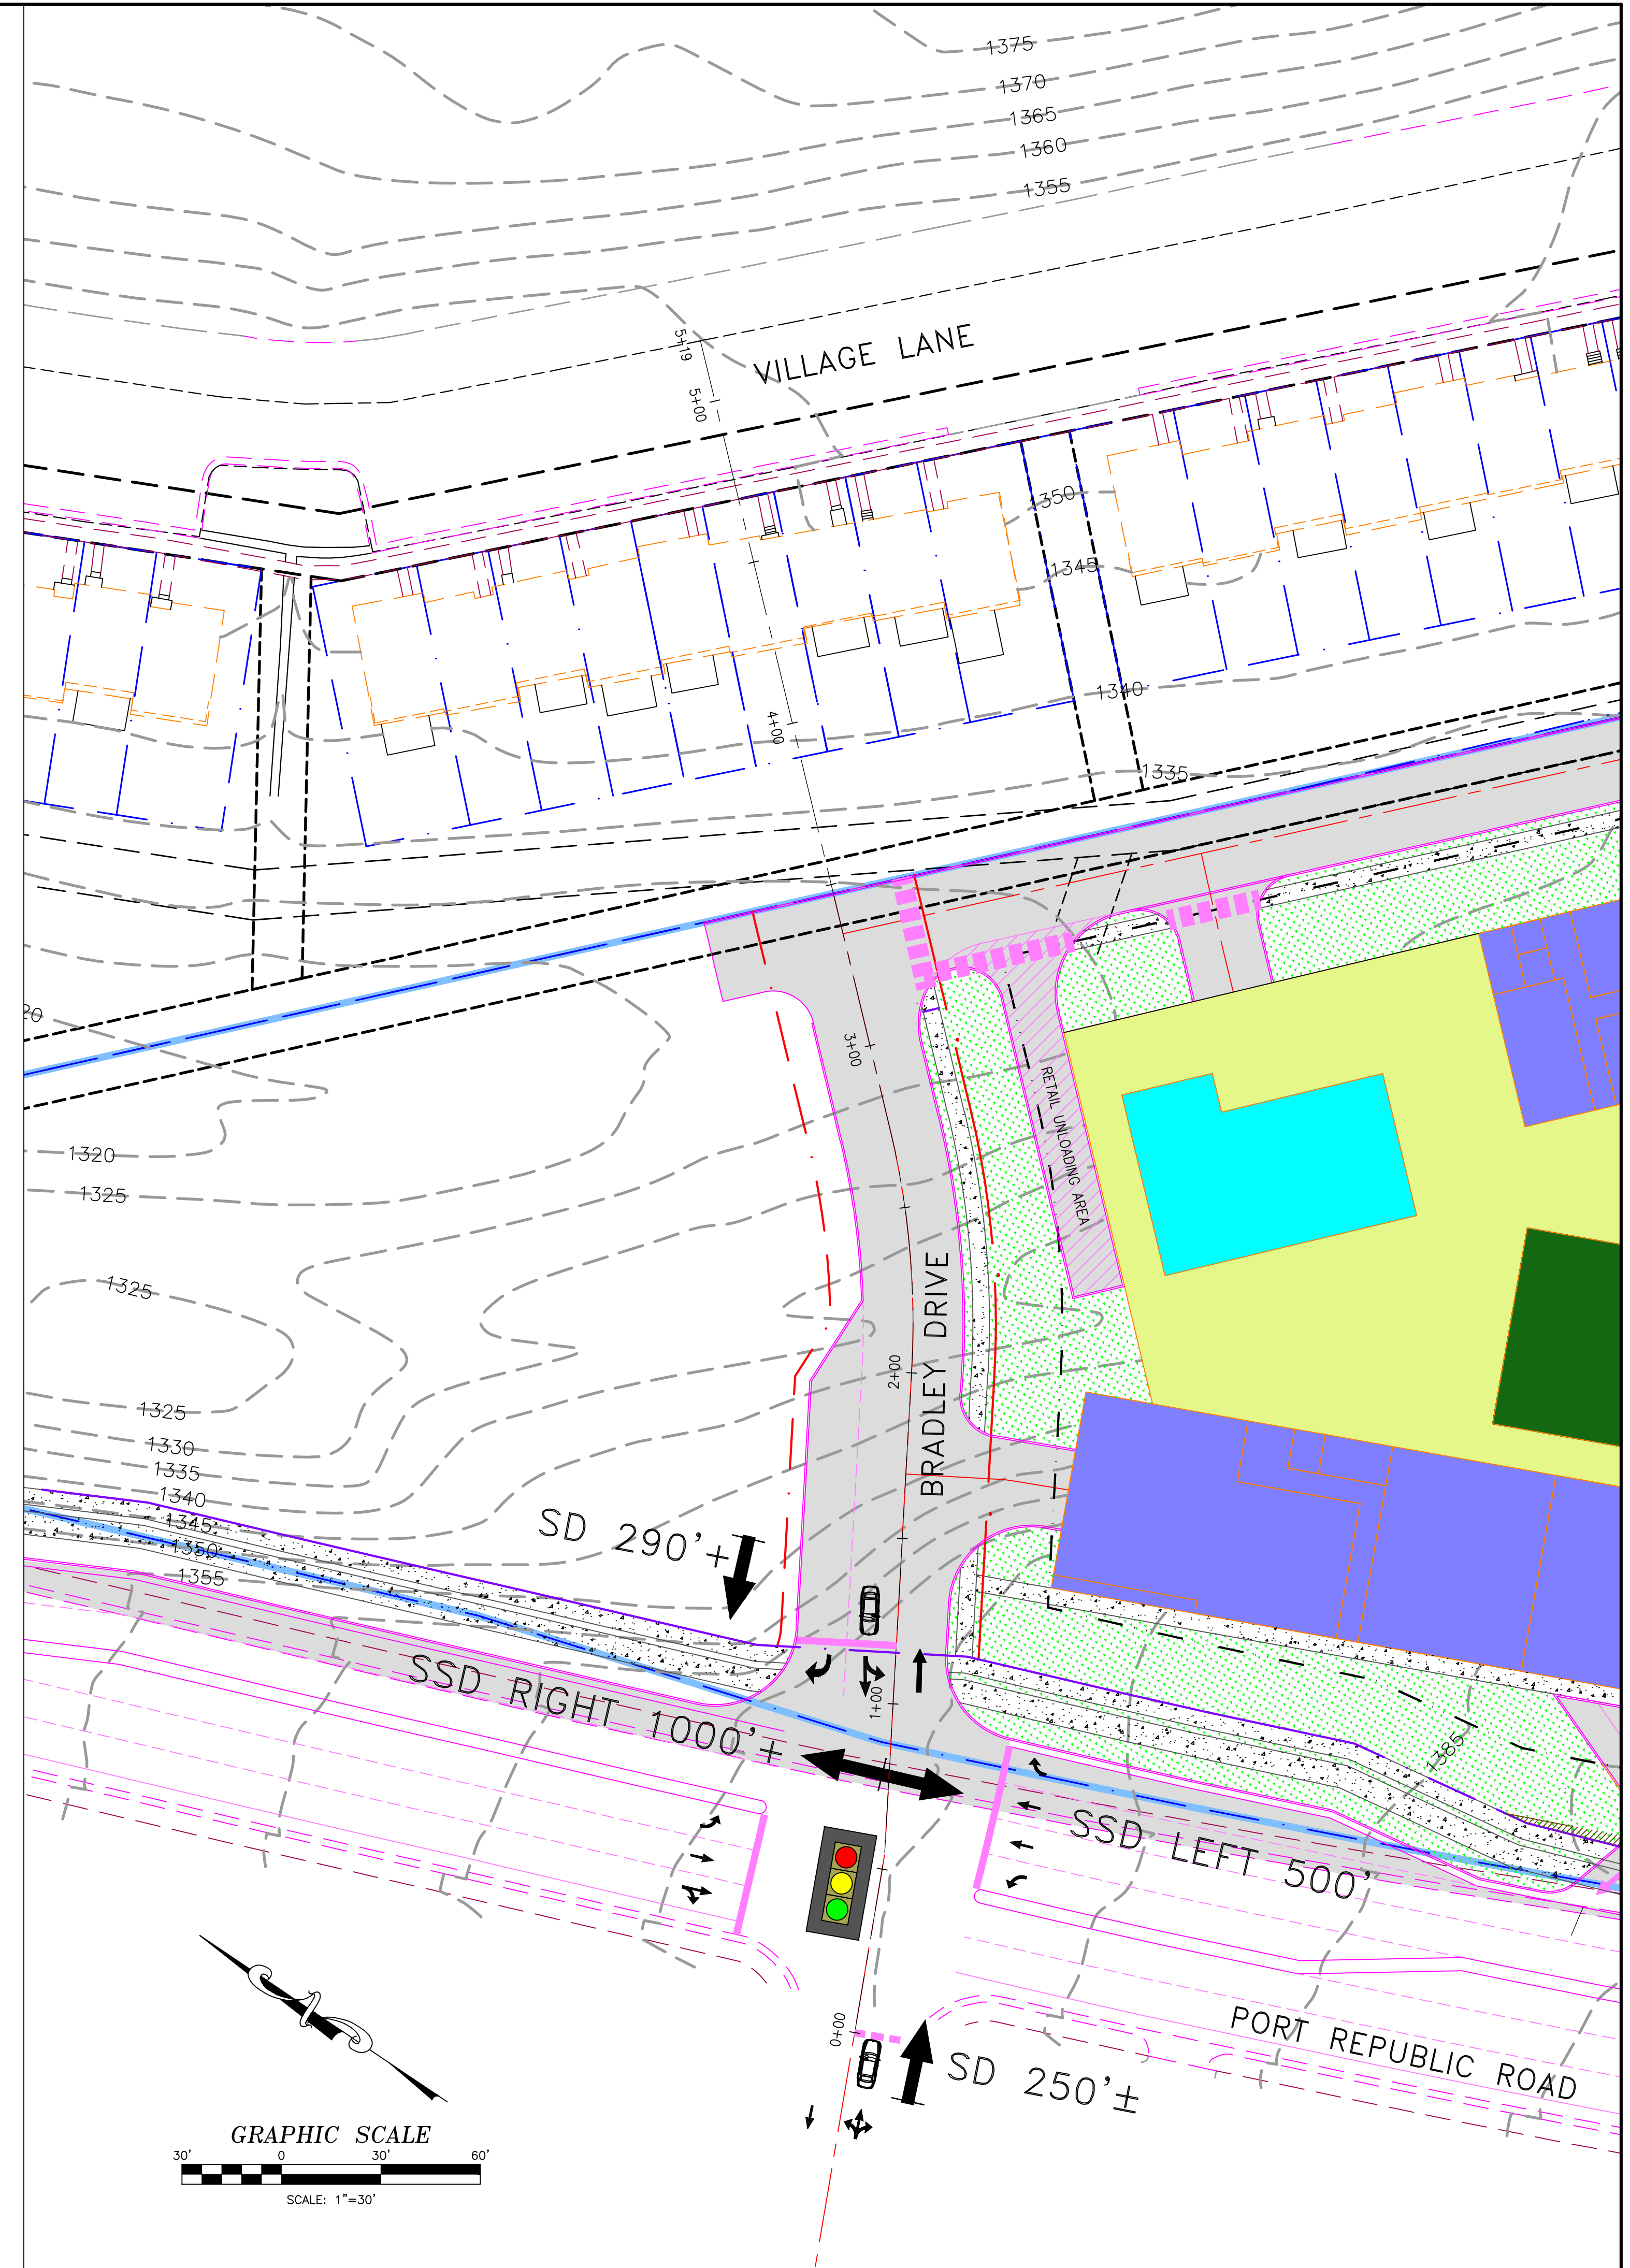 1375
1370
1365
1360
1355
5+19
VILLAGE LANE
5+00
1350
1345
1340
4+00
1335
20
3+00
RETAIL UNLOADING AREA
1320
1325
1325
BRADLEY DRIVE
2+00
1325
1330
1335
1340
1345
1350
1355
SD 290'+
SSD RIGHT 1000'+
1+00
1385
SSD LEFT 500'
0+00
PORT REPUBLIC ROAD
SD 250'±
GRAPHIC SCALE
30' 0 30' 60'
SCALE: 1"=30'